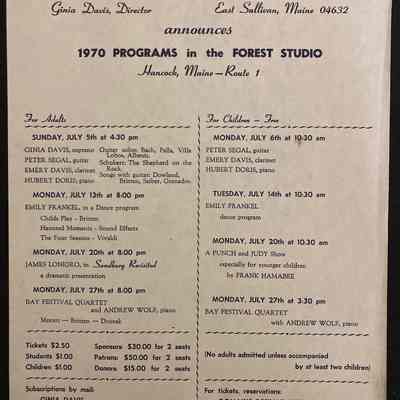 Ginia Davis, Director
East Sullivan, Maine 04632
announces
1970 PROGRAMS in the FOREST STUDIO
Hancock, Maine—Route 1
For Adults
SUNDAY, JULY 5th at 4:30 pm
GINIA DAVIS, soprano
PETER SEGAL, guitar
EMERY DAVIS, clarinet
HUBERT DORIS, piano
Guitar solos: Bach, Falla, Villa
Lobos, Albeniz.
Schubert: The Shepherd on the
Rock.
Songs with guitar: Dowland,
Britten, Seiber, Granados.
MONDAY, JULY 13th at 8:00 pm
EMILY FRANKEL, in a Dance program
Childs Play - Britten
Haunted Moments - Sound Effects
The Four Seasons - Vivaldi
MONDAY, JULY 20th at 8:00 pm
JAMES LONIGRO, in Sandburg Revisited
a dramatic presentation
MONDAY, JULY 27th at 8:00 pm
BAY FESTIVAL QUARTET
and ANDREW WOLF, piano
Mozart - Brittens - Dvorak
Tickets $2.50
Students $1.00
Children $1.00
Sponsors $30.00 for 2 seats
Patrons $50.00 for 2 seats
Donors $15.00 for 2 seats
Subscriptions by mail:
GINIA DAVIS
For Children — Free
MONDAY, JULY 6th at 10:30 am
PETER SEGAL, guitar
EMERY DAVIS, clarinet
HUBERT DORIS, piano
TUESDAY, JULY 14th at 10:30 am
EMILY FRANKEL
dance program
MONDAY, JULY 20th at 10:30 am
A PUNCH and JUDY Show
especially for younger children
by FRANK HAMABEE
MONDAY, JULY 27th at 3:30 pm
BAY FESTIVAL QUARTET
with ANDREW WOLF, piano
(No adults admitted unless accompanied
by at least two children)
For tickets, reservations: